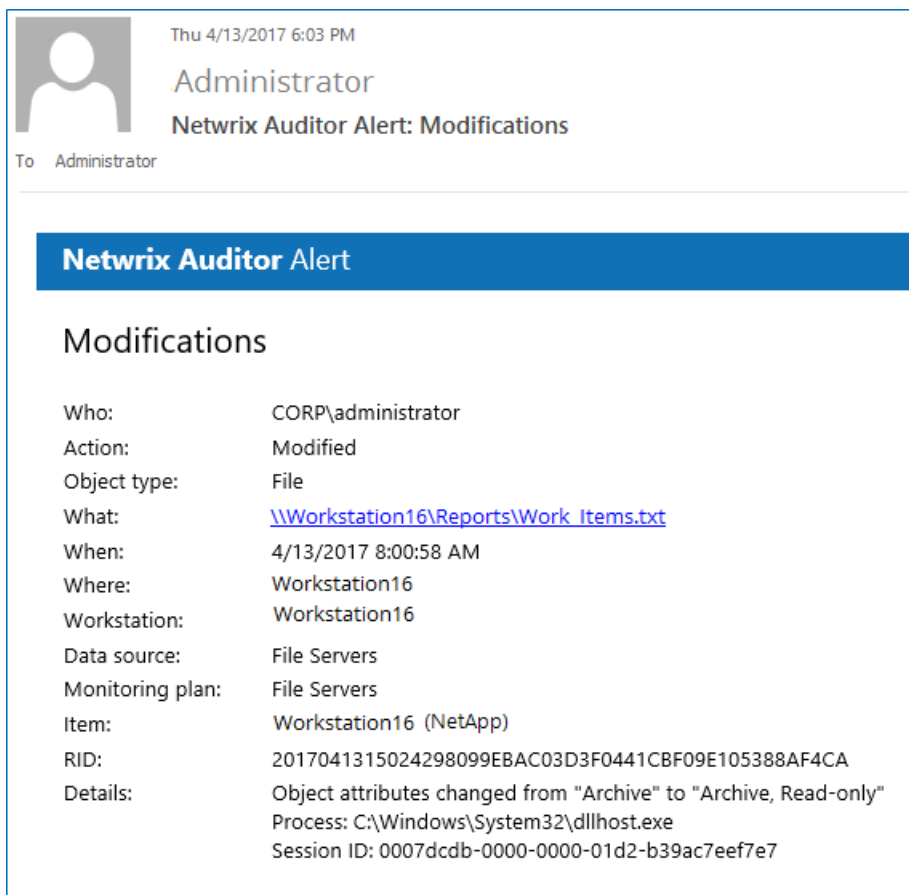 Thu 4/13/2017 6:03 PM
Administrator
Netwrix Auditor Alert: Modifications
To Administrator
Netwrix Auditor Alert
Modifications
Who: CORP\administrator
Action: Modified
Object type: File
What: \\Workstation16\Reports\Work_Items.txt
When: 4/13/2017 8:00:58 AM
Where: Workstation16
Workstation: Workstation16
Data source: File Servers
Monitoring plan: File Servers
Item: Workstation16 (NetApp)
RID: 2017041315024298099EBAC03D3F0441CBF09E105388AF4CA
Details: Object attributes changed from "Archive" to "Archive, Read-only"
Process: C:\Windows\System32\dllhost.exe
Session ID: 0007dcdb-0000-0000-01d2-b39ac7eef7e7